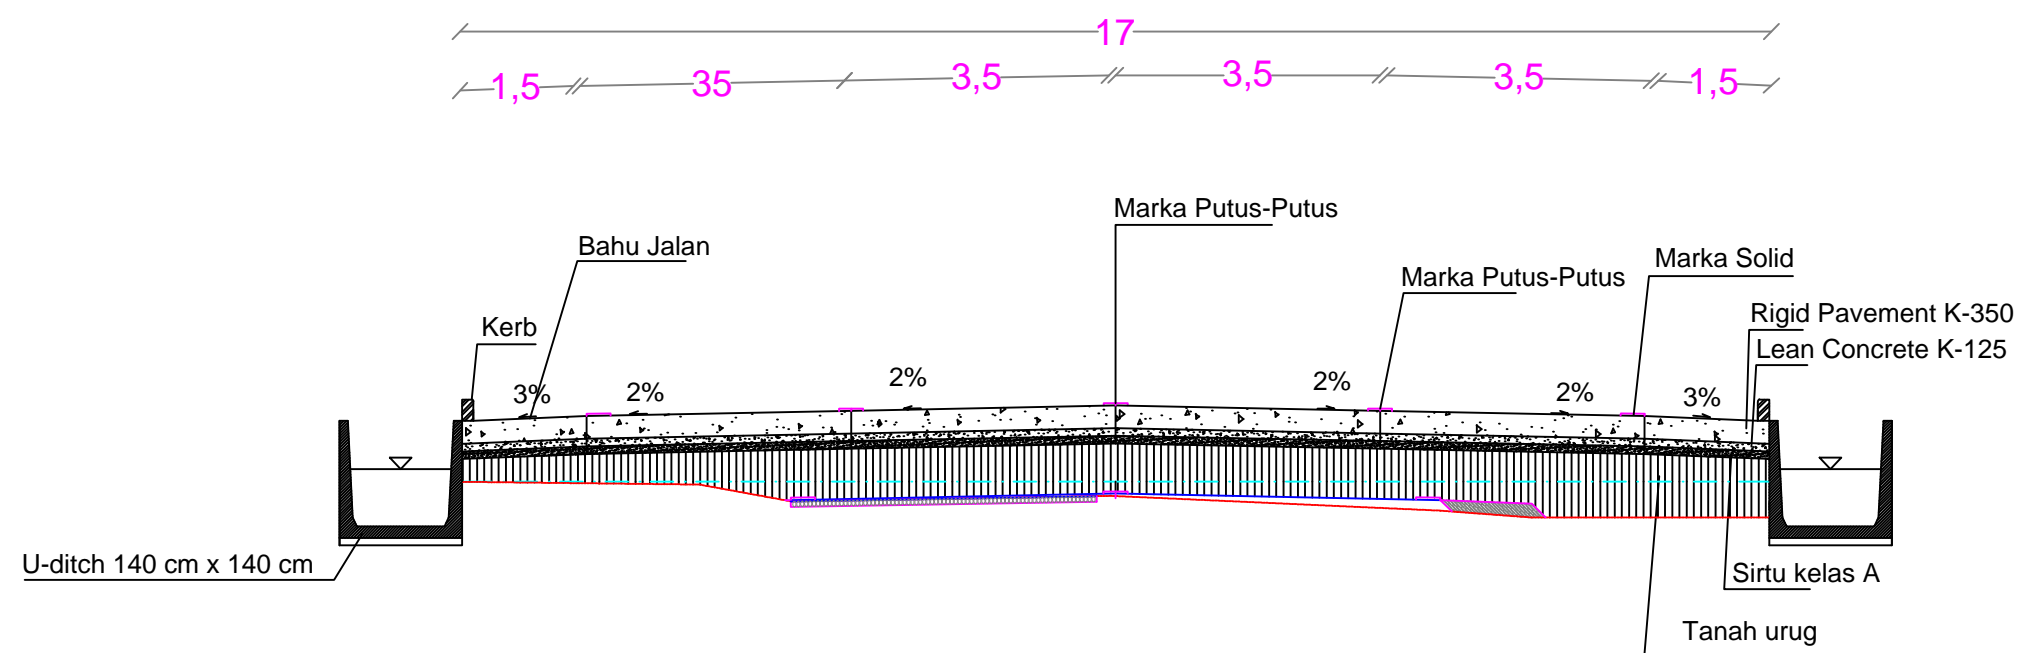 17
1,5
35
3,5
3,5
3,5
1,5
Marka Putus-Putus
Bahu Jalan
Marka Solid
Marka Putus-Putus
Rigid Pavement K-350
Kerb
Lean Concrete K-125
3%
2%
2%
2%
2%
3%
U-ditch 140 cm x 140 cm
Sirtu kelas A
Tanah urug